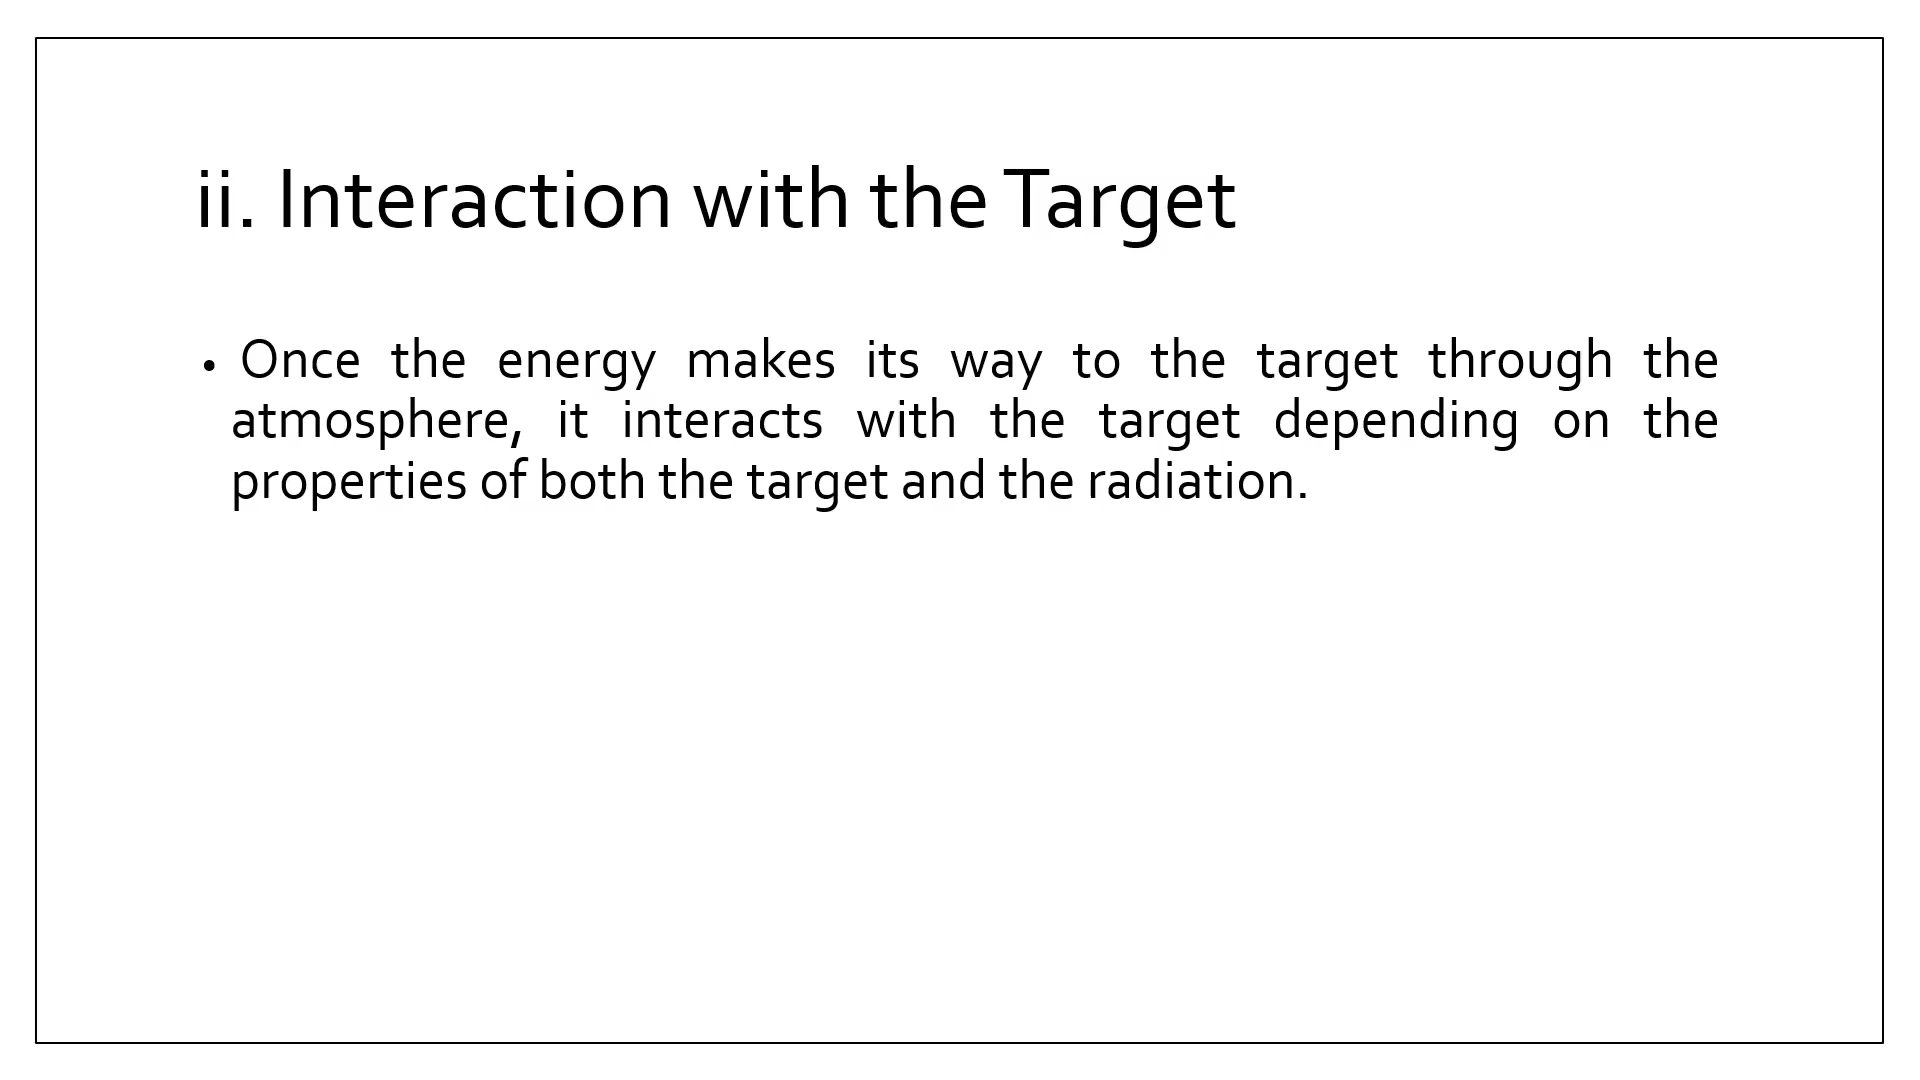 ii. Interaction with the Target
• Once the energy makes its way to the target through the
atmosphere, it interacts with the target depending on the
properties of both the target and the radiation.